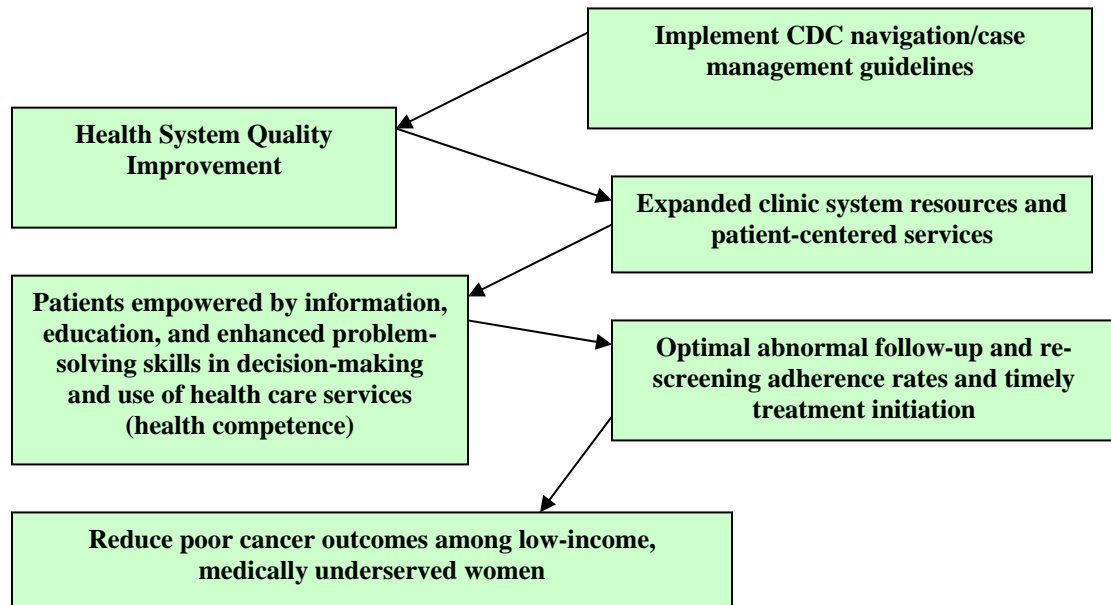 Implement CDC navigation/case
management guidelines
Health System Quality
Improvement
Expanded clinic system resources and
patient-centered services
Patients empowered by information,
education, and enhanced problem-
solving skills in decision-making
and use of health care services
(health competence)
Optimal abnormal follow-up and re-
screening adherence rates and timely
treatment initiation
Reduce poor cancer outcomes among low-income,
medically underserved women